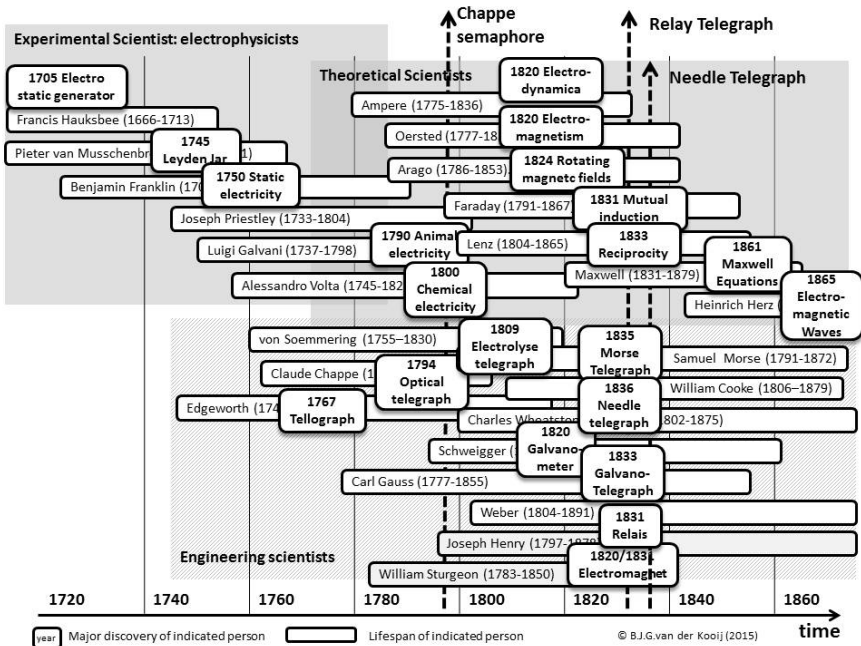 Chappe
semaphore
Relay Telegraph
Needle Telegraph
Experimental Scientist: electrophysicists
Theoretical Scientists
1705 Electro
static generator
Francis Hauksbee (1666-1713)
1745
Leyden Jar
Pieter van Musschenbr 1)
1750 Static
electricity
Benjamin Franklin (170
Joseph Priestley (1733-1804)
Luigi Galvani (1737-1798)
1790 Animal
electricity
Alessandro Volta (1745-182
1800
Chemical
electricity
1820 Electro-
dynamica
Ampere (1775-1836)
1820 Electro-
magnetism
Oersted (1777-18
1824 Rotating
magnetc fields
Arago (1786-1853)
Faraday (1791-1867)
1831 Mutual
induction
Lenz (1804-1865)
1833
Reciprocity
Maxwell (1831-1879)
1861
Maxwell
Equations
Heinrich Herz (
1865
Electro-
magnetic
Waves
von Soemmering (1755–1830)
1809
Electrolyse
telegraph
1835
Morse
Telegraph
Samuel Morse (1791-1872)
Claude Chappe (1
1794
Optical
telegraph
1836
Needle
telegraph
William Cooke (1806–1879)
Edgeworth (174
1767
Tellograph
Charles Wheatston 802-1875)
1820
Galvano-
meter
Schweigger (
1833
Galvano-
Telegraph
Carl Gauss (1777-1855)
Weber (1804-1891)
1831
Relais
Joseph Henry (1797-1878)
1820/1831
Electromagnet
William Sturgeon (1783-1850)
Engineering scientists
1720 1740 1760 1780 1800 1820 1840 1860
time
year Major discovery of indicated person
Lifespan of indicated person
© B.J.G.van der Kooij (2015)